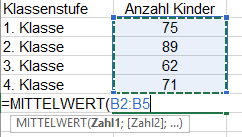 Klassenstufe Anzahl Kinder
1. Klasse 75
2. Klasse 89
3. Klasse 62
4. Klasse 71
=MITTELWERT(B2:B5
MITTELWERT(Zahl1; [Zahl2]; ...)